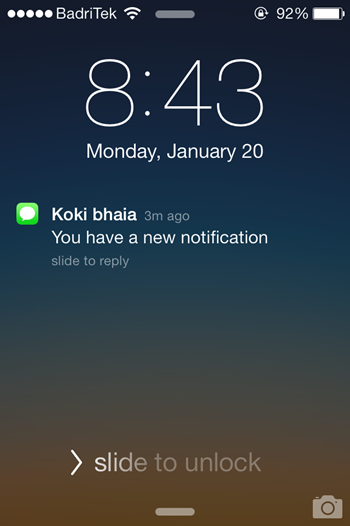 BadriTek 92%
8:43
Monday, January 20
Koki bhaia 3m ago
You have a new notification
slide to reply
slide to unlock